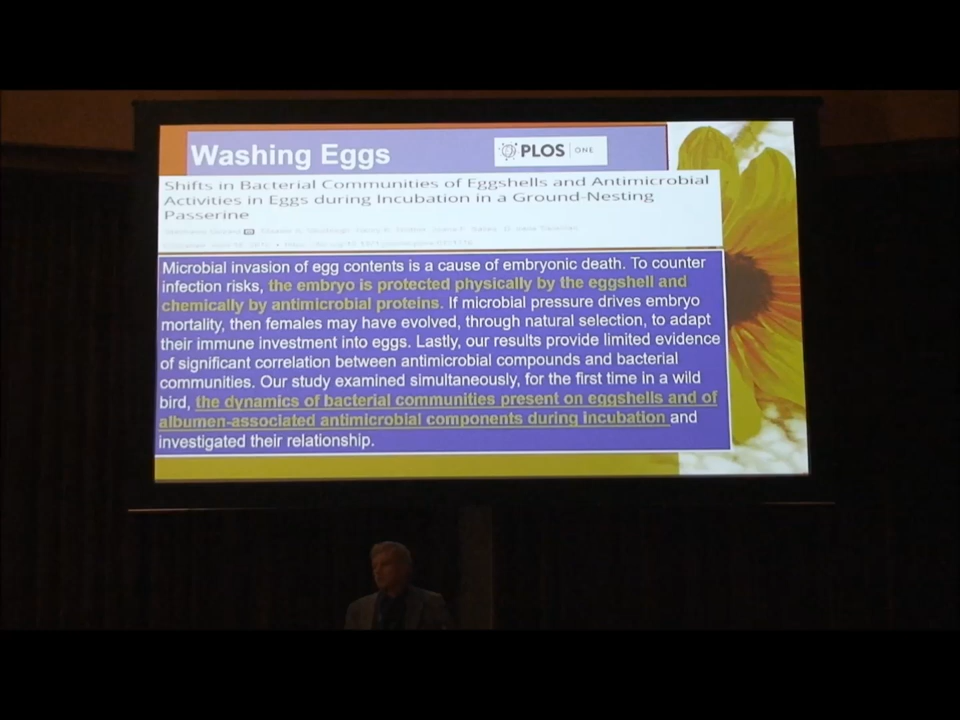 Washing Eggs
PLOS ONE
Shifts in Bacterial Communities of Eggshells and Antimicrobial
Activities in Eggs during Incubation in a Ground-Nesting
Passerine
Microbial invasion of egg contents is a cause of embryonic death. To counter
infection risks, the embryo is protected physically by the eggshell and
chemically by antimicrobial proteins. If microbial pressure drives embryo
mortality, then females may have evolved, through natural selection, to adapt
their immune investment into eggs. Lastly, our results provide limited evidence
of significant correlation between antimicrobial compounds and bacterial
communities. Our study examined simultaneously, for the first time in a wild
bird, the dynamics of bacterial communities present on eggshells and of
albumen-associated antimicrobial components during incubation and
investigated their relationship.